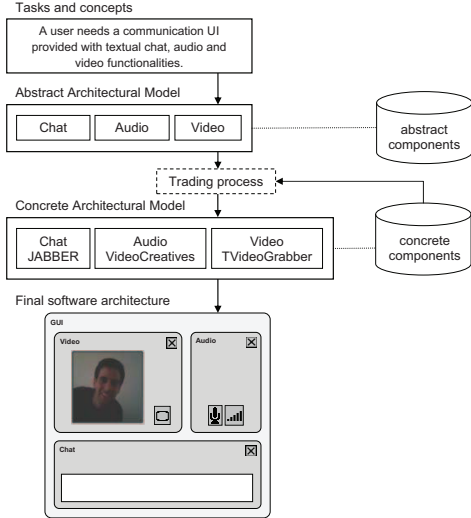 Tasks and concepts
A user needs a communication UI
provided with textual chat, audio and
video functionalities.
Abstract Architectural Model
Chat
Audio
Video
abstract
components
Trading process
Concrete Architectural Model
Chat
JABBER
Audio
VideoCreatives
Video
TVideoGrabber
concrete
components
Final software architecture
GUI
Video
Audio
Chat